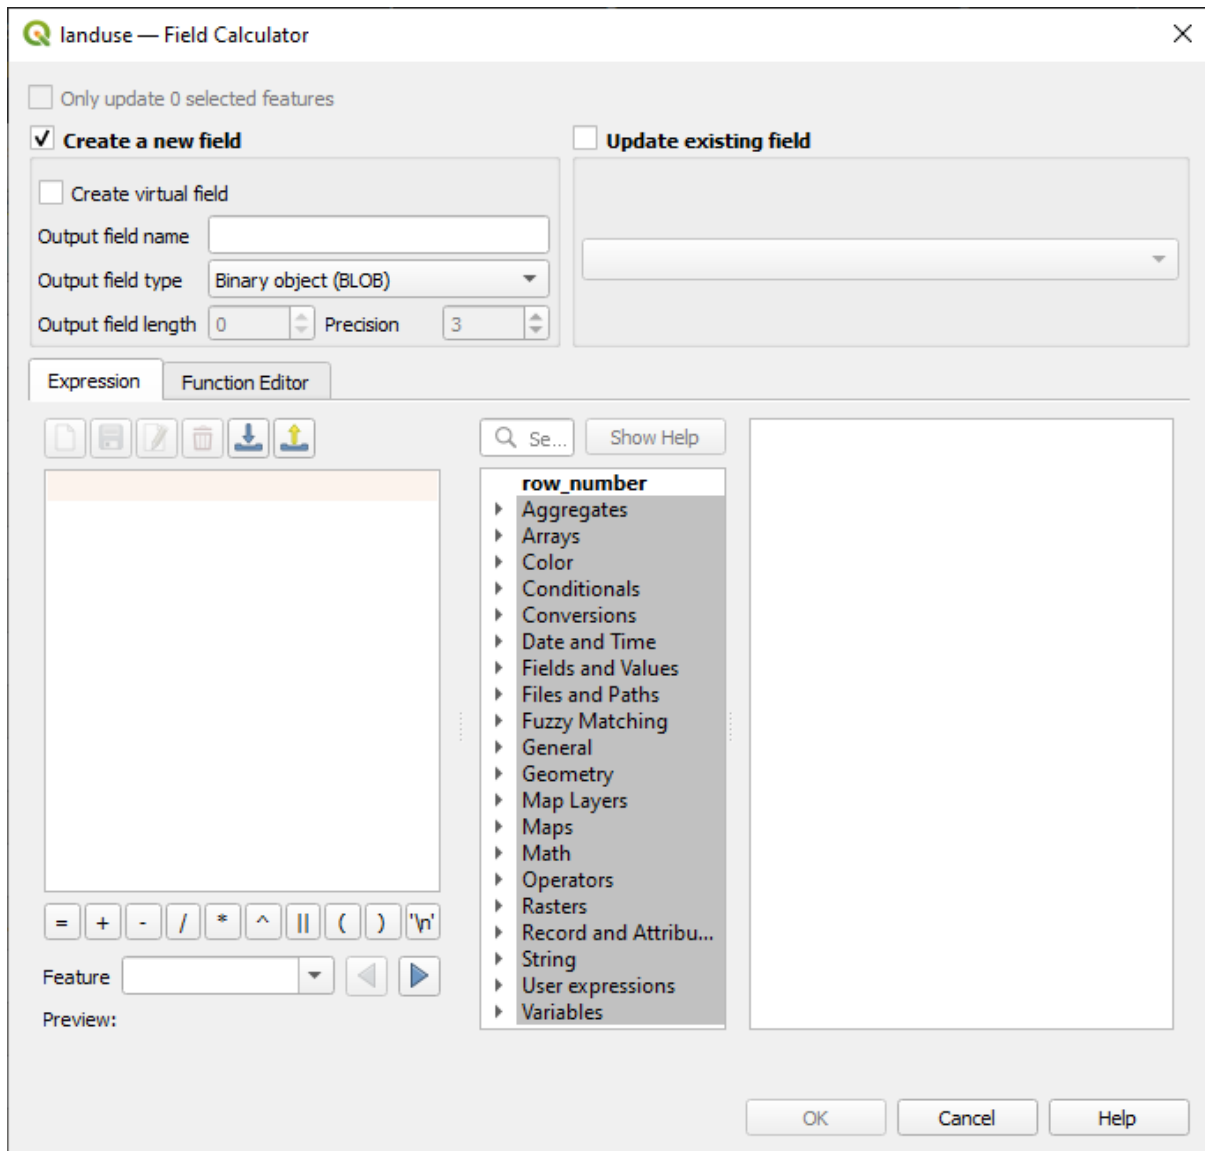 landuse — Field Calculator
Only update 0 selected features
Create a new field
Update existing field
Create virtual field
Output field name
Output field type Binary object (BLOB)
Output field length 0 Precision 3
Expression Function Editor
Se... Show Help
row_number
Aggregates
Arrays
Color
Conditionals
Conversions
Date and Time
Fields and Values
Files and Paths
Fuzzy Matching
General
Geometry
Map Layers
Maps
Math
Operators
Rasters
Record and Attribu...
String
User expressions
Variables
= + - / * ^ || ( ) '\n'
Feature
Preview:
OK Cancel Help